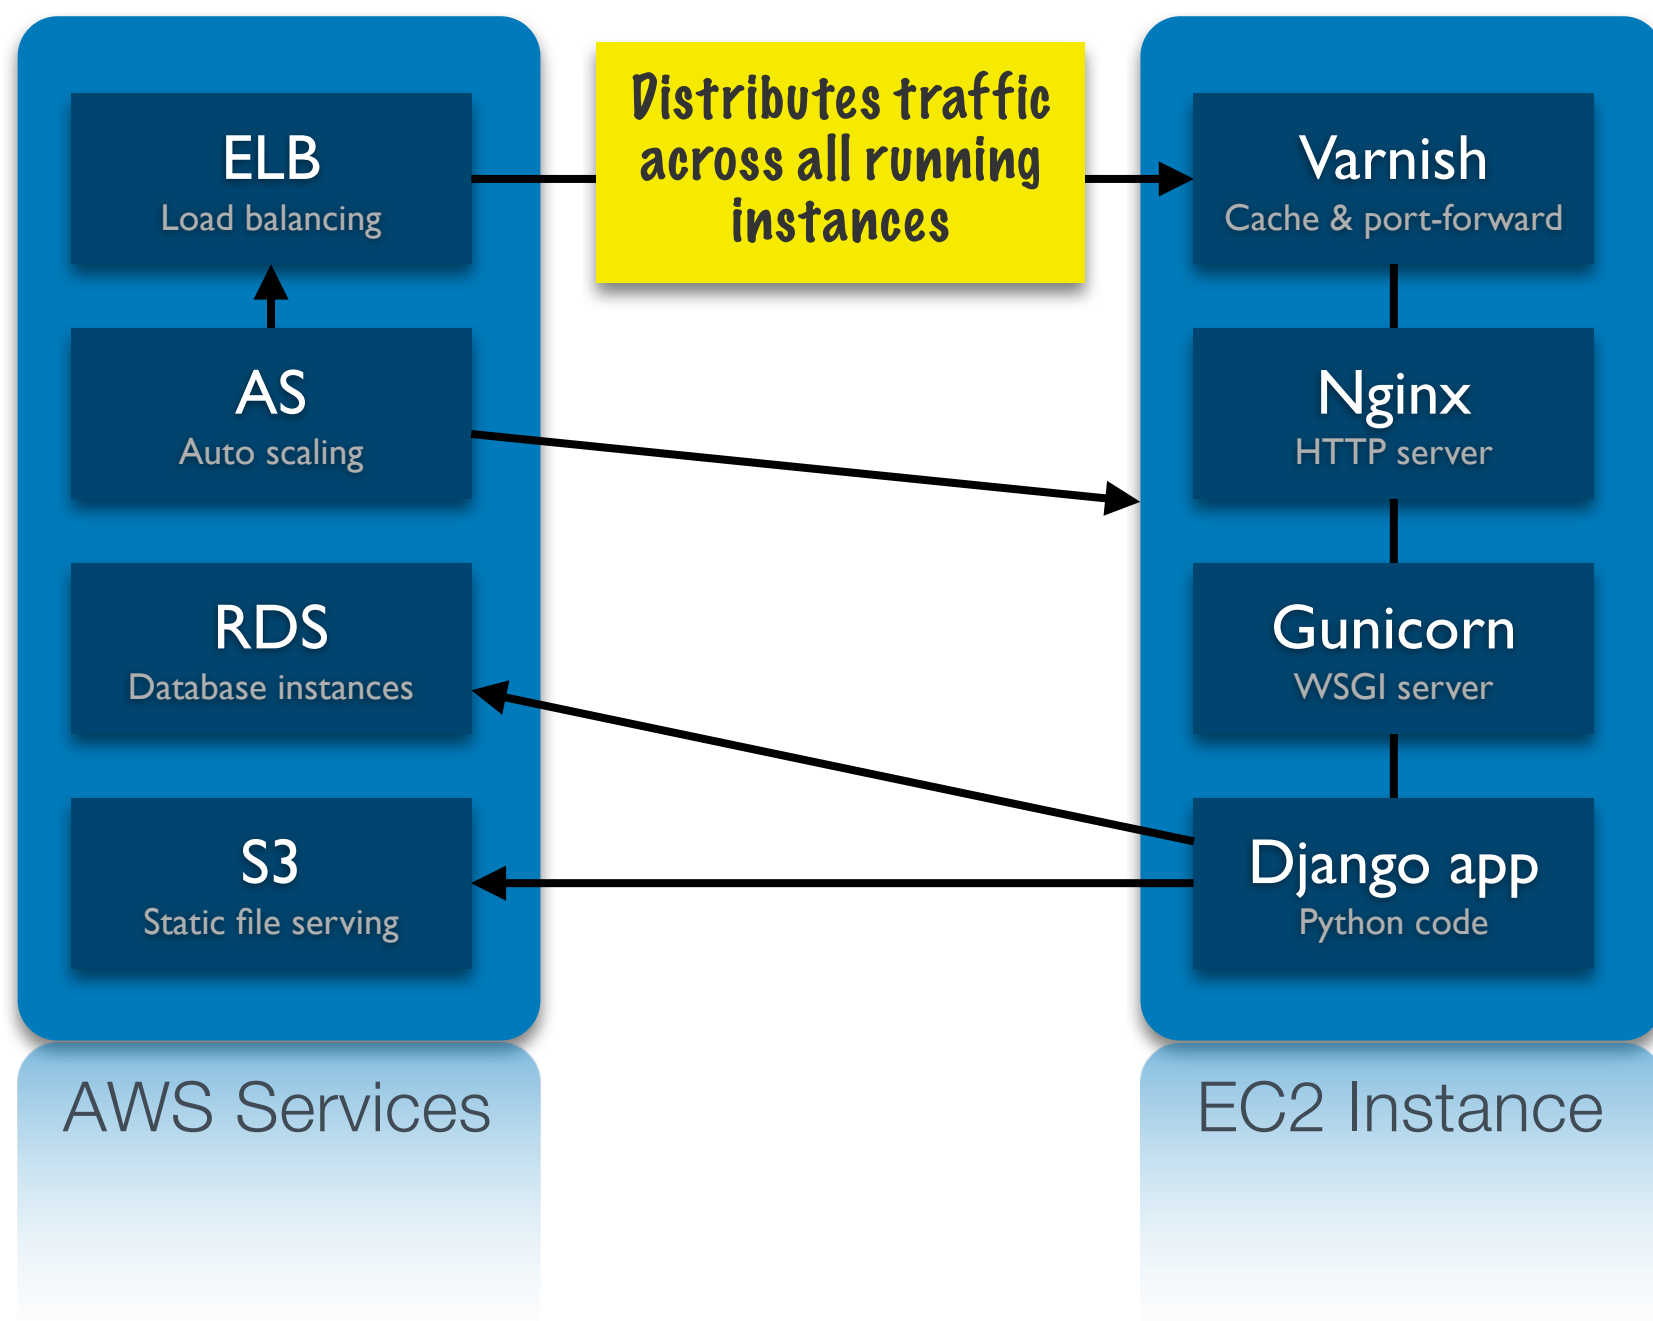 ELB
Load balancing
AS
Auto scaling
RDS
Database instances
S3
Static file serving
AWS Services
Distributes traffic
across all running
instances
Varnish
Cache & port-forward
Nginx
HTTP server
Gunicorn
WSGI server
Django app
Python code
EC2 Instance